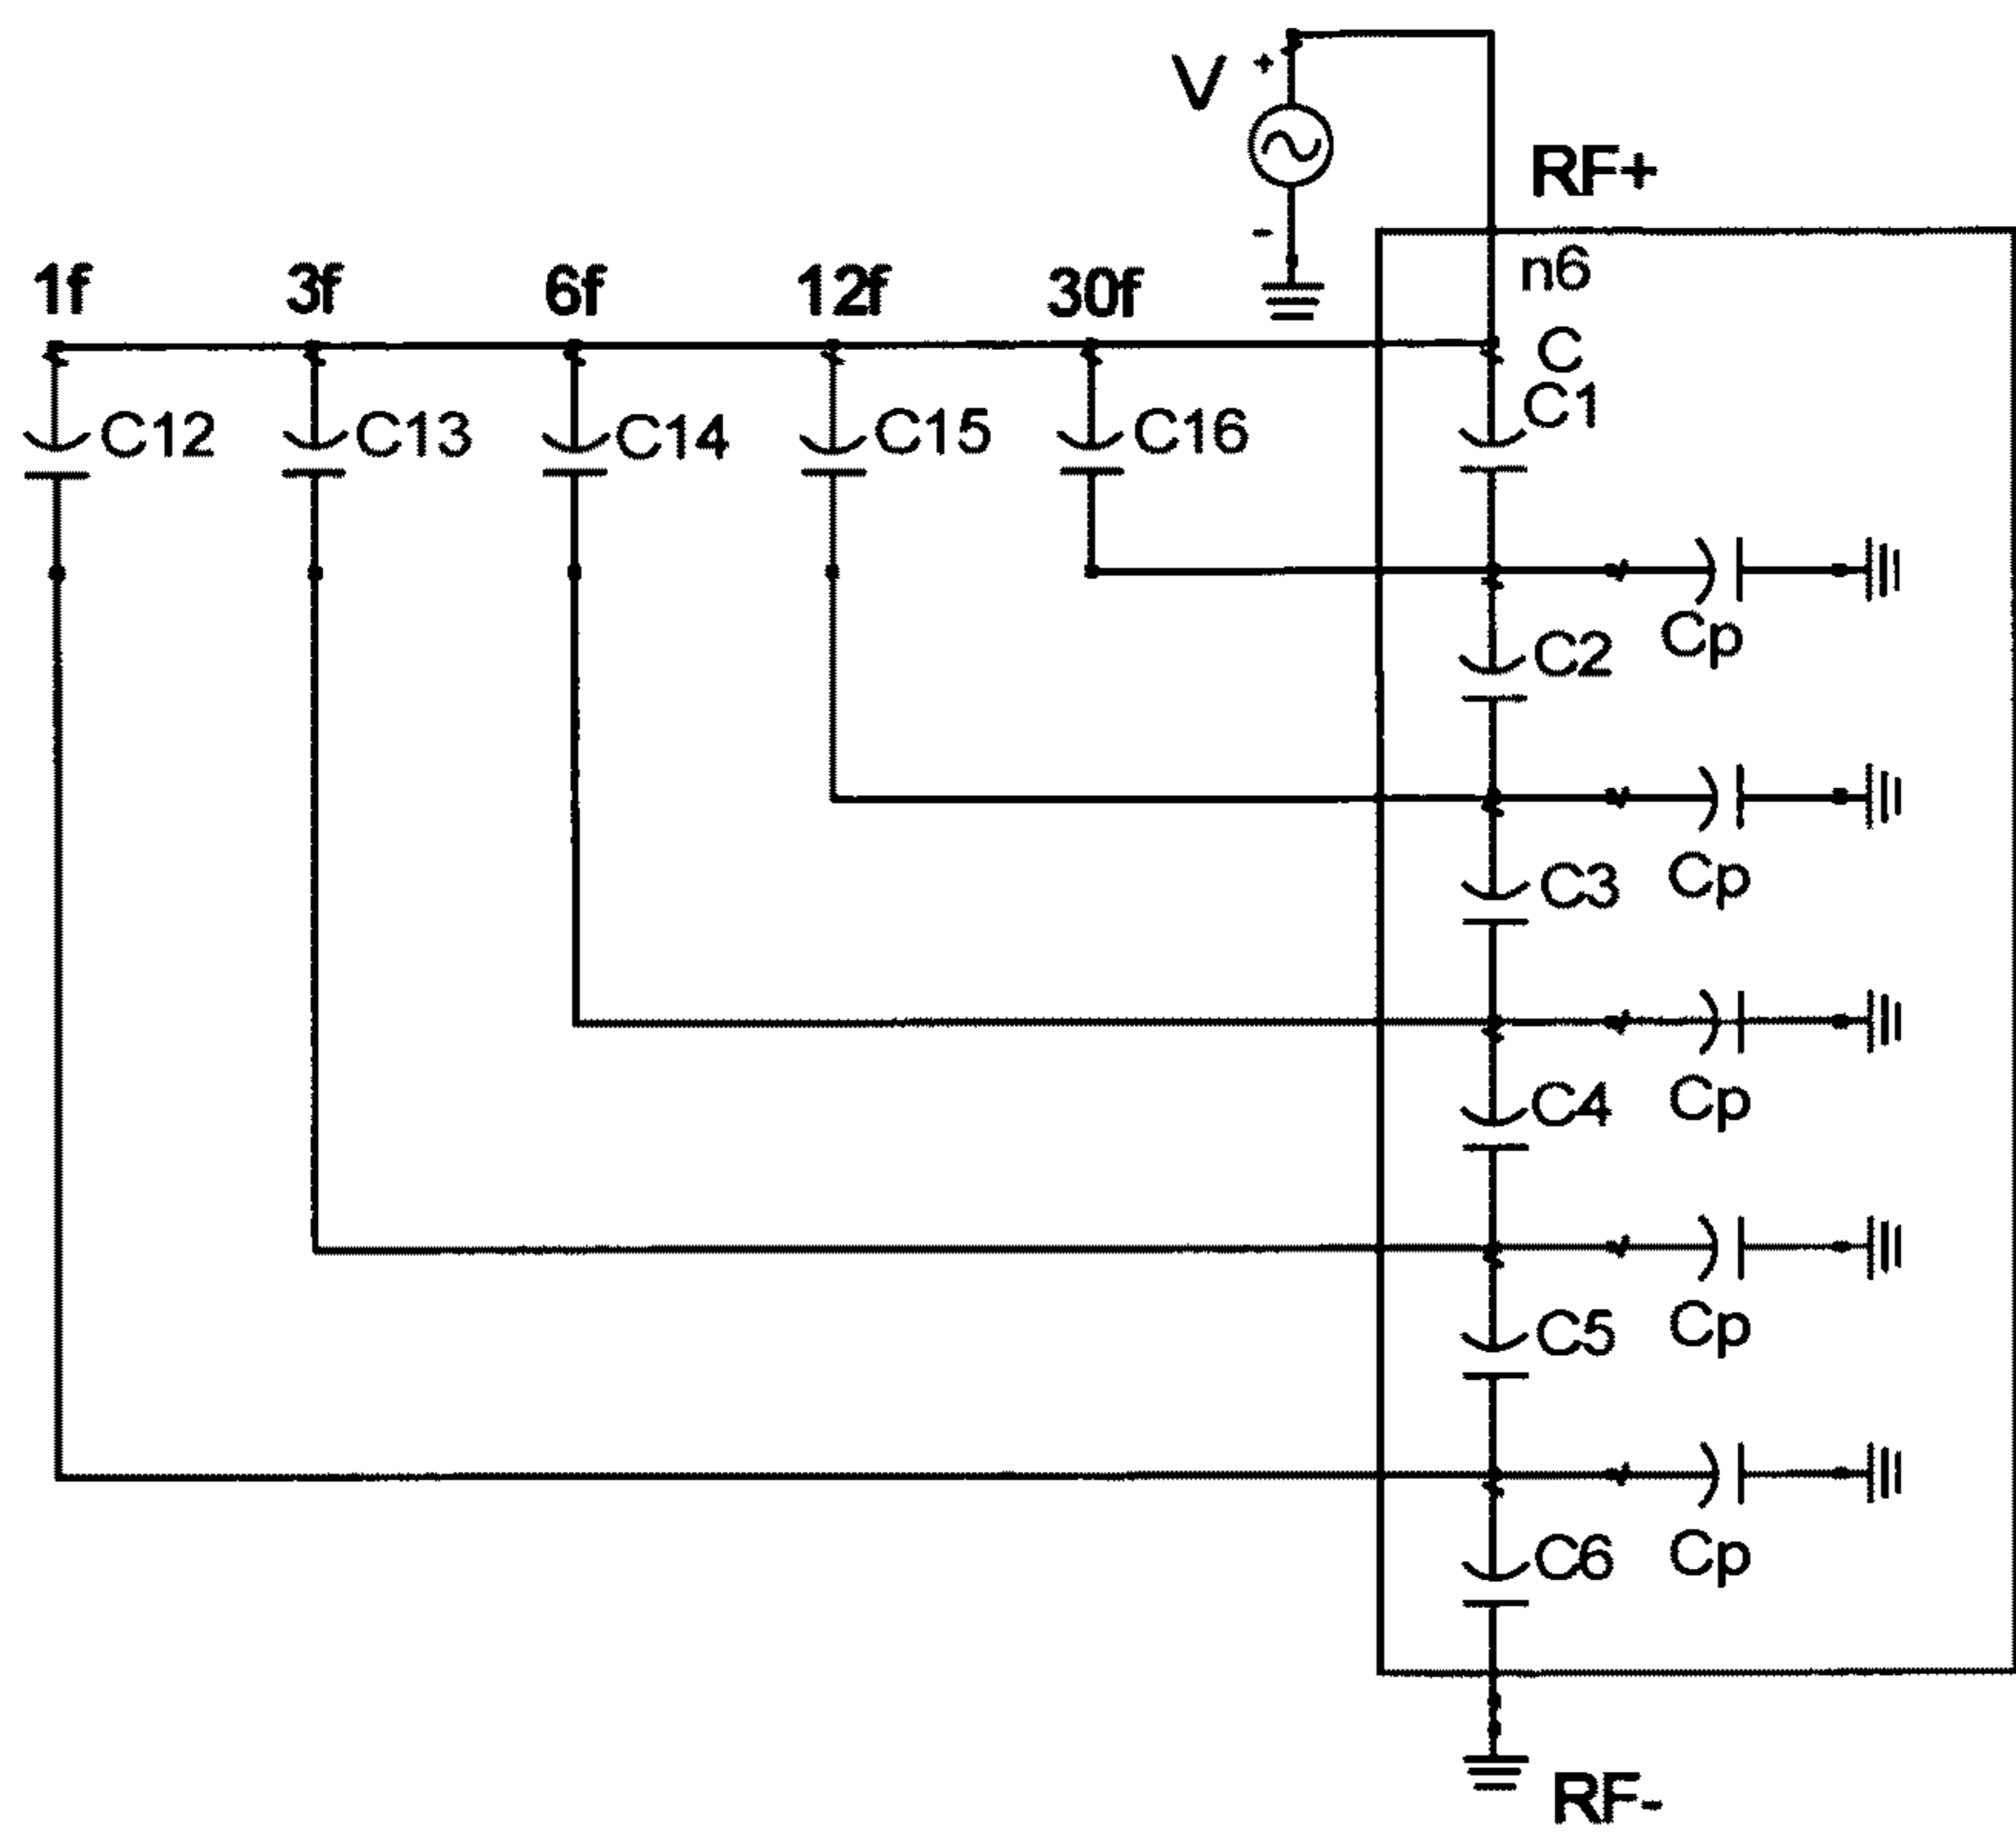 V +
-
RF+
n6
1f 3f 6f 12f 30f
C
C1
C12 C13 C14 C15 C16
C2 Cp
C3 Cp
C4 Cp
C5 Cp
C6 Cp
RF-